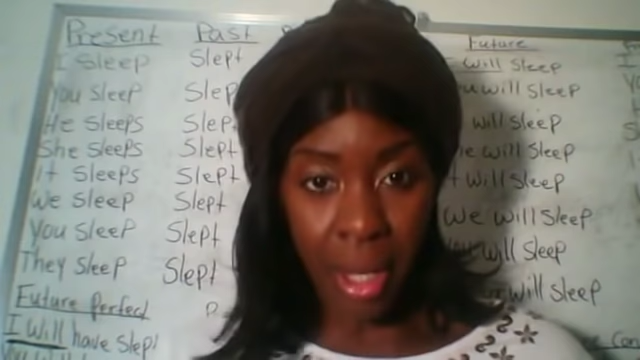 Present Past Future
I sleep Slept will sleep
You sleep Slep will sleep
He sleeps Slep will sleep
She sleeps Slept will sleep
it sleeps Slept will sleep
We sleep Slept We will sleep
You sleep Slept will sleep
They sleep Slept will sleep
Future perfect
I will have slept